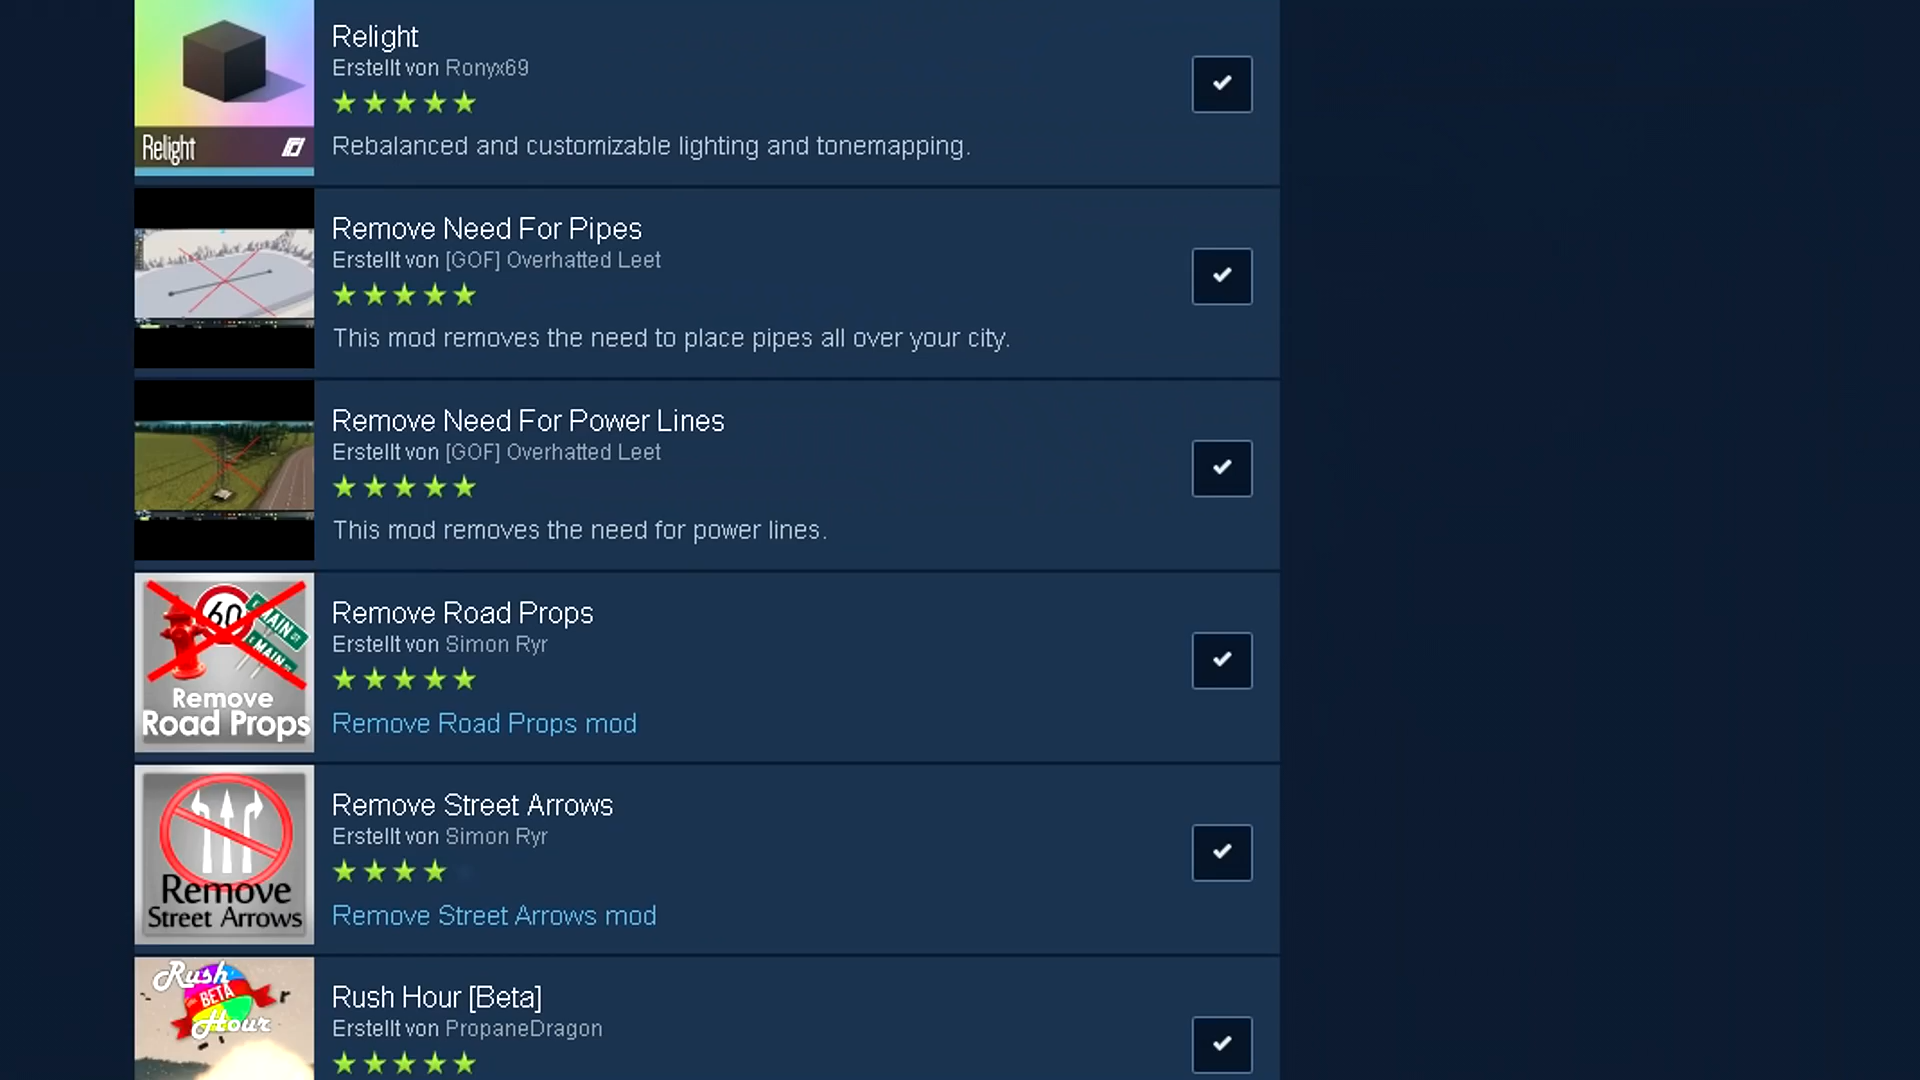 Relight
Relight
Erstellt von Ronyx69
Rebalanced and customizable lighting and tonemapping.
Remove Need For Pipes
Erstellt von [GOF] Overhatted Leet
This mod removes the need to place pipes all over your city.
Remove Need For Power Lines
Erstellt von [GOF] Overhatted Leet
This mod removes the need for power lines.
60
MAIN ST
MAIN
Remove
Road Props
Remove Road Props
Erstellt von Simon Ryr
Remove Road Props mod
Remove
Street Arrows
Remove Street Arrows
Erstellt von Simon Ryr
Remove Street Arrows mod
Rush
BETA
Hour
Rush Hour [Beta]
Erstellt von PropaneDragon